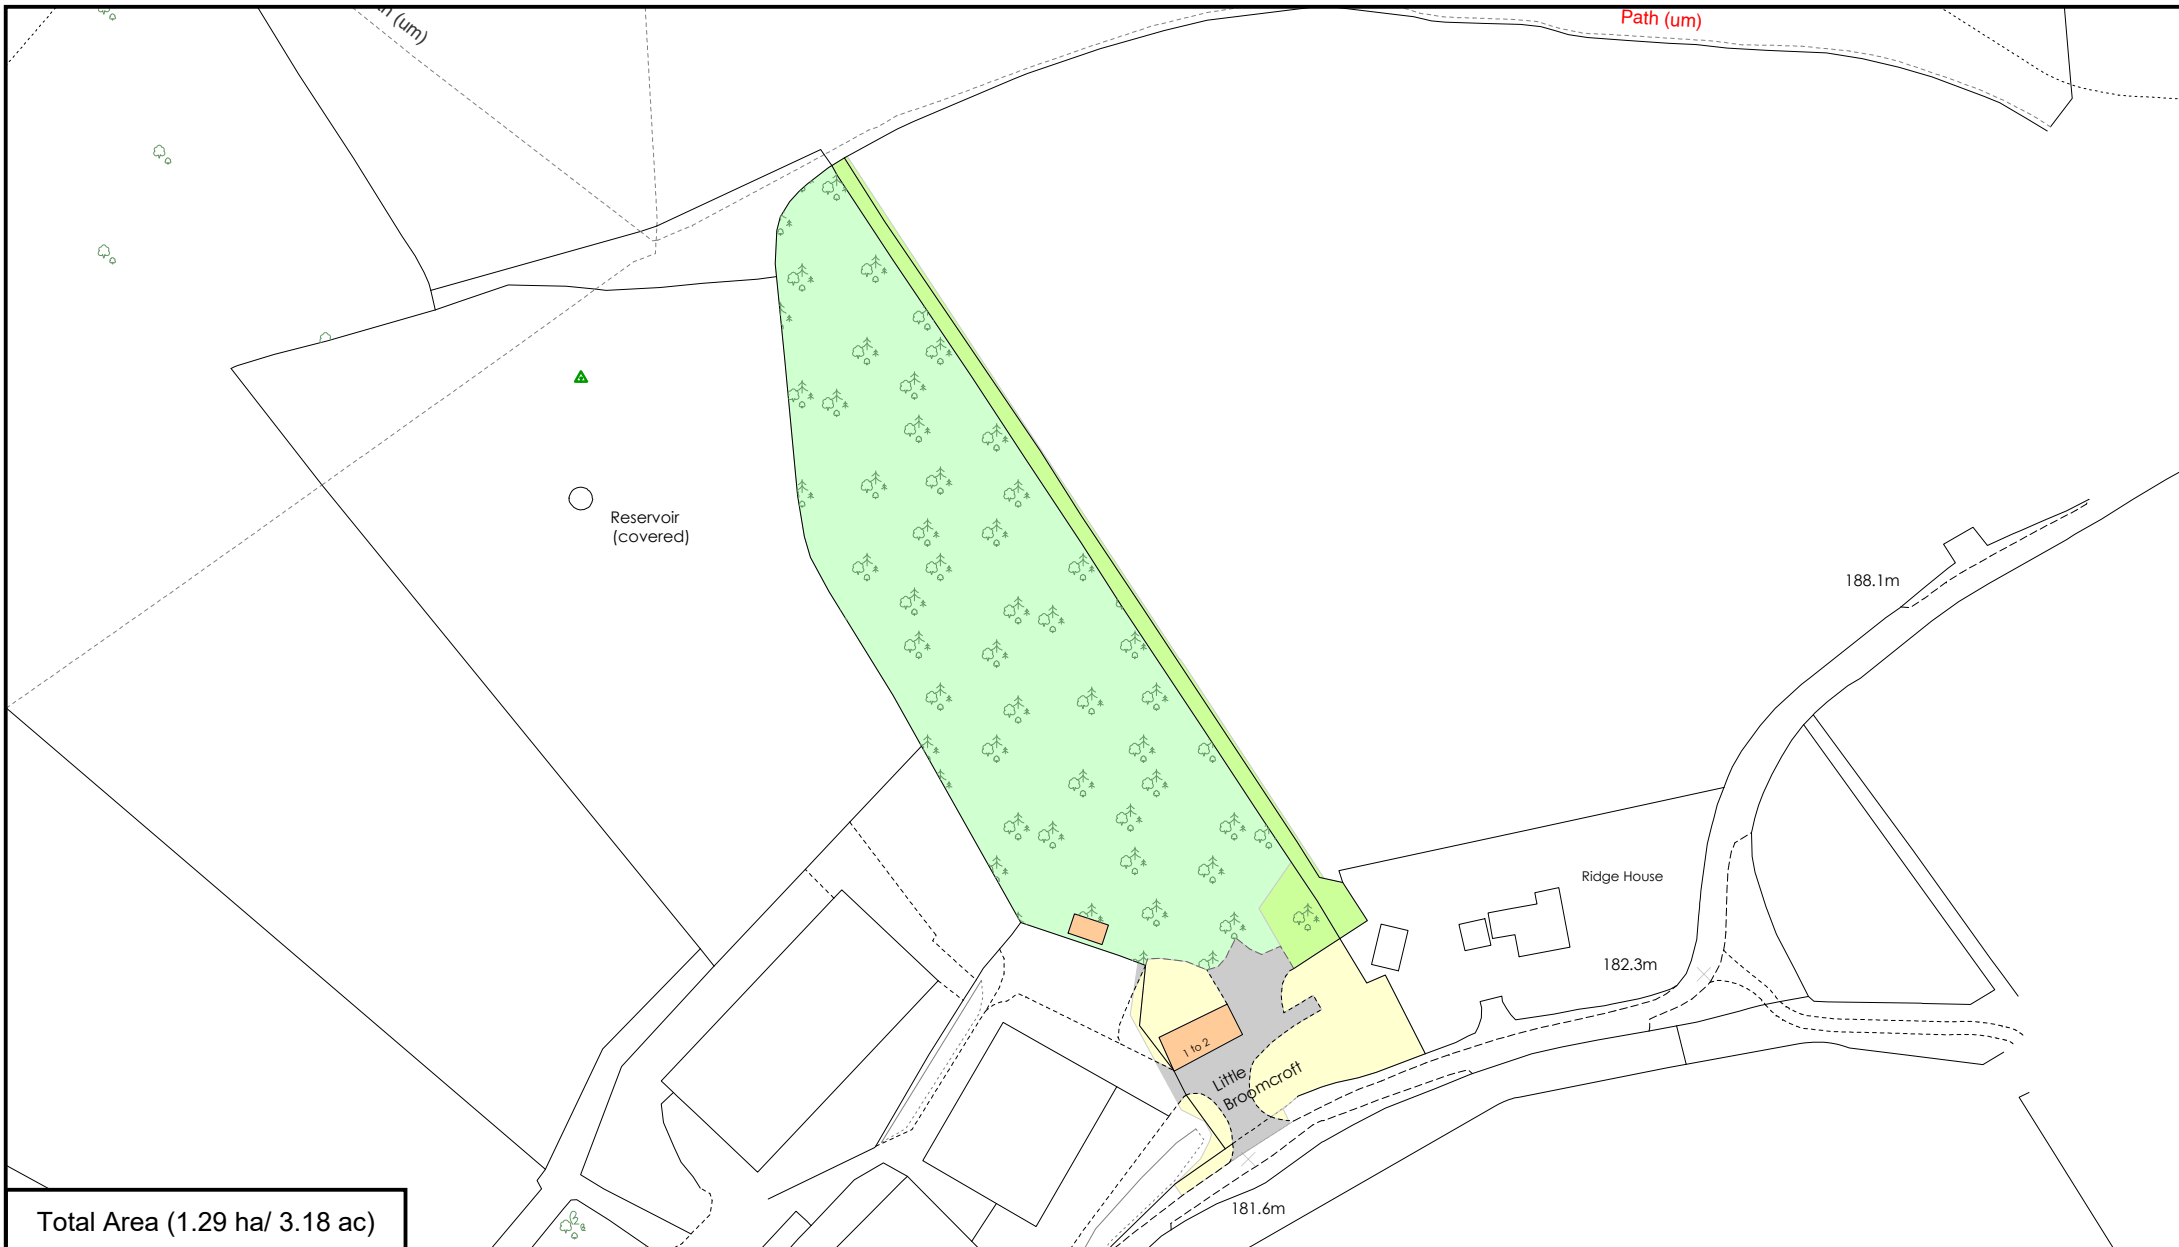 (um)
Path (um)
Reservoir
(covered)
188.1m
Ridge House
182.3m
1 to 2
Little
Broomcroft
181.6m
Total Area (1.29 ha/ 3.18 ac)